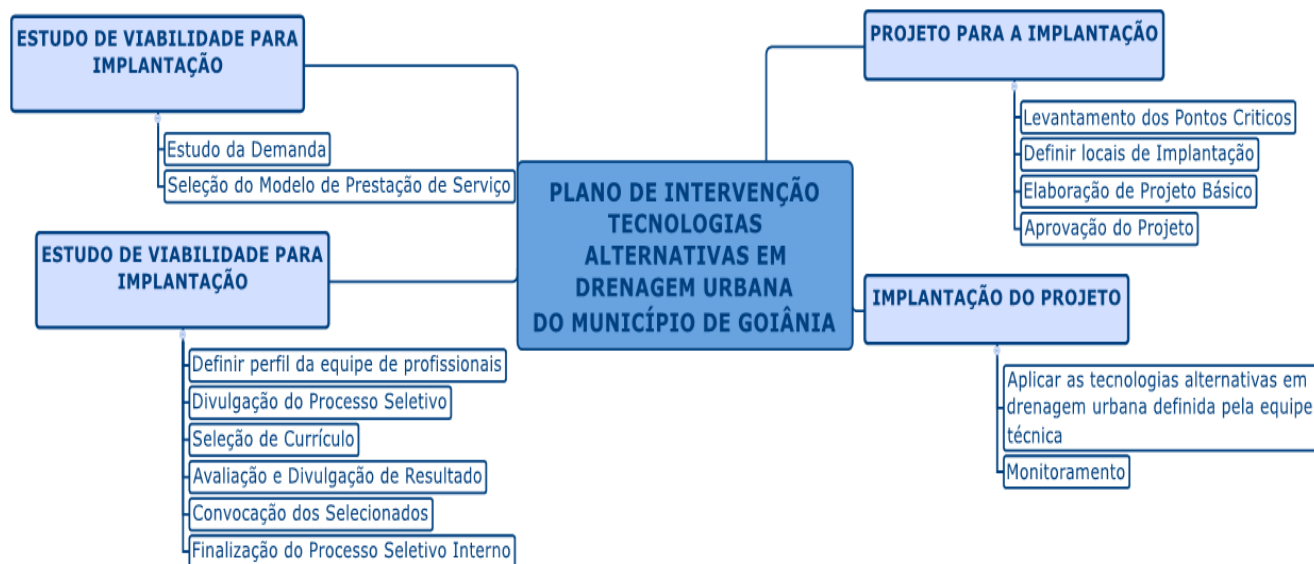 ESTUDO DE VIABILIDADE PARA
IMPLANTAÇÃO
Estudo da Demanda
Seleção do Modelo de Prestação de Serviço
ESTUDO DE VIABILIDADE PARA
IMPLANTAÇÃO
Definir perfil da equipe de profissionais
Divulgação do Processo Seletivo
Seleção de Currículo
Avaliação e Divulgação de Resultado
Convocação dos Selecionados
Finalização do Processo Seletivo Interno
PLANO DE INTERVENÇÃO
TECNOLOGIAS
ALTERNATIVAS EM
DRENAGEM URBANA
DO MUNICÍPIO DE GOIÂNIA
PROJETO PARA A IMPLANTAÇÃO
Levantamento dos Pontos Criticos
Definir locais de Implantação
Elaboração de Projeto Básico
Aprovação do Projeto
IMPLANTAÇÃO DO PROJETO
Aplicar as tecnologias alternativas em
drenagem urbana definida pela equipe
técnica
Monitoramento